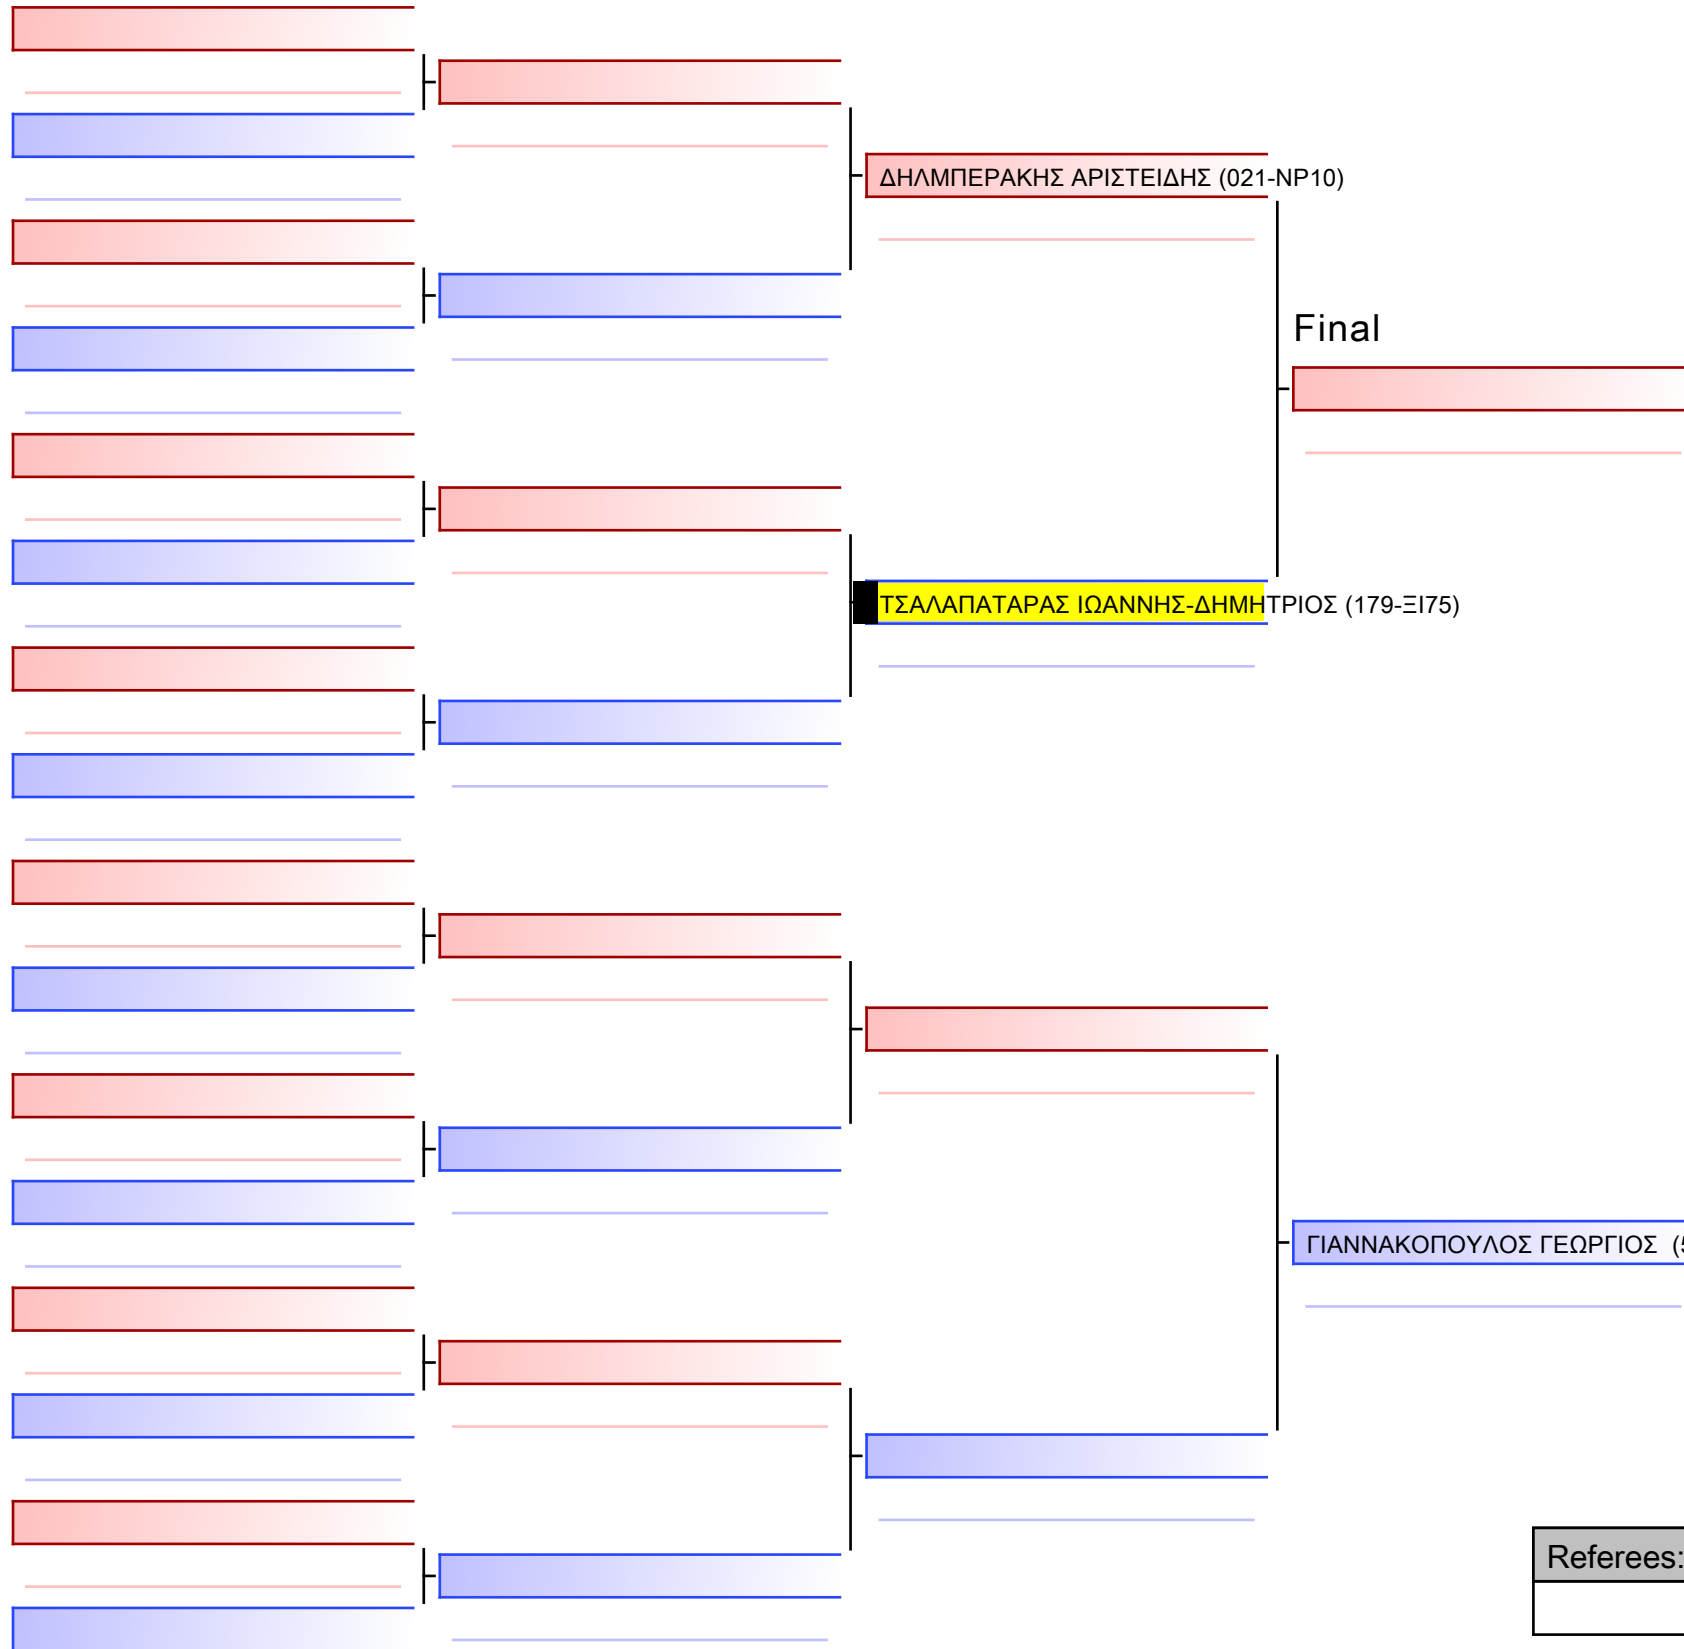 ΔΗΛΜΠΕΡΑΚΗΣ ΑΡΙΣΤΕΙΔΗΣ (021-ΝΡ10)
Final
ΤΣΑΛΑΠΑΤΑΡΑΣ ΙΩΑΝΝΗΣ-ΔΗΜΗΤΡΙΟΣ (179-ΞΙ75)
ΓΙΑΝΝΑΚΟΠΟΥΛΟΣ ΓΕΩΡΓΙΟΣ
Referees: